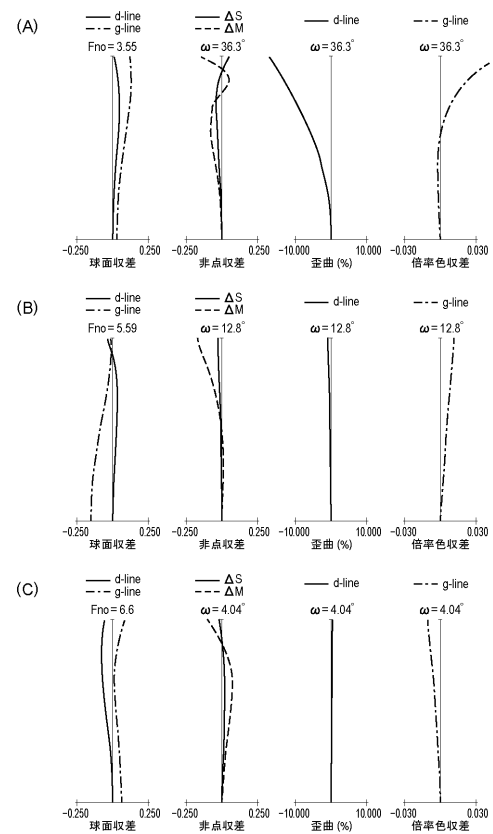 (A)
d-line
g-line
Fno = 3.55
ΔS
ΔM
ω = 36.3°
d-line
ω = 36.3°
g-line
ω = 36.3°
-0.250 0.250
球面収差
-0.250 0.250
非点収差
-10.000 10.000
歪曲 (%)
-0.030 0.030
倍率色収差
(B)
d-line
g-line
Fno = 5.59
ΔS
ΔM
ω = 12.8°
d-line
ω = 12.8°
g-line
ω = 12.8°
-0.250 0.250
球面収差
-0.250 0.250
非点収差
-10.000 10.000
歪曲 (%)
-0.030 0.030
倍率色収差
(C)
d-line
g-line
Fno = 6.6
ΔS
ΔM
ω = 4.04°
d-line
ω = 4.04°
g-line
ω = 4.04°
-0.250 0.250
球面収差
-0.250 0.250
非点収差
-10.000 10.000
歪曲 (%)
-0.030 0.030
倍率色収差